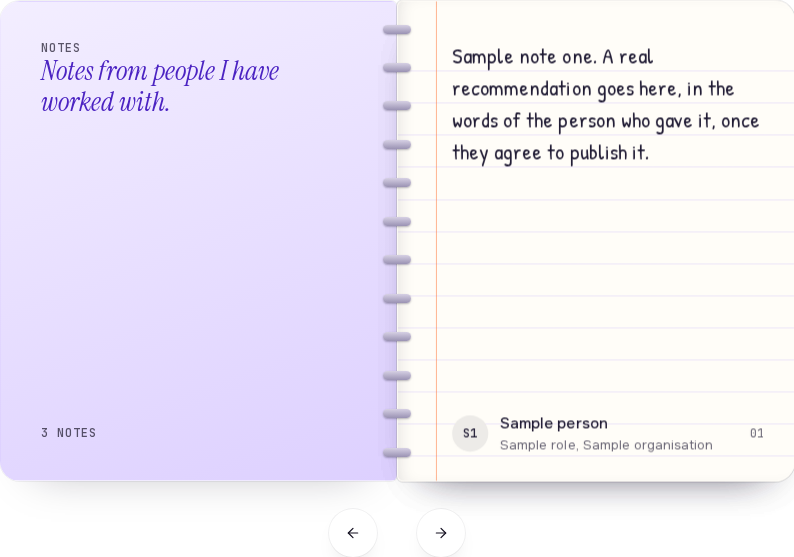 NOTES
Notes from people I have
worked with.
3 NOTES
Sample note one. A real
recommendation goes here, in the
words of the person who gave it, once
they agree to publish it.
S1
Sample person
Sample role, Sample organisation
01